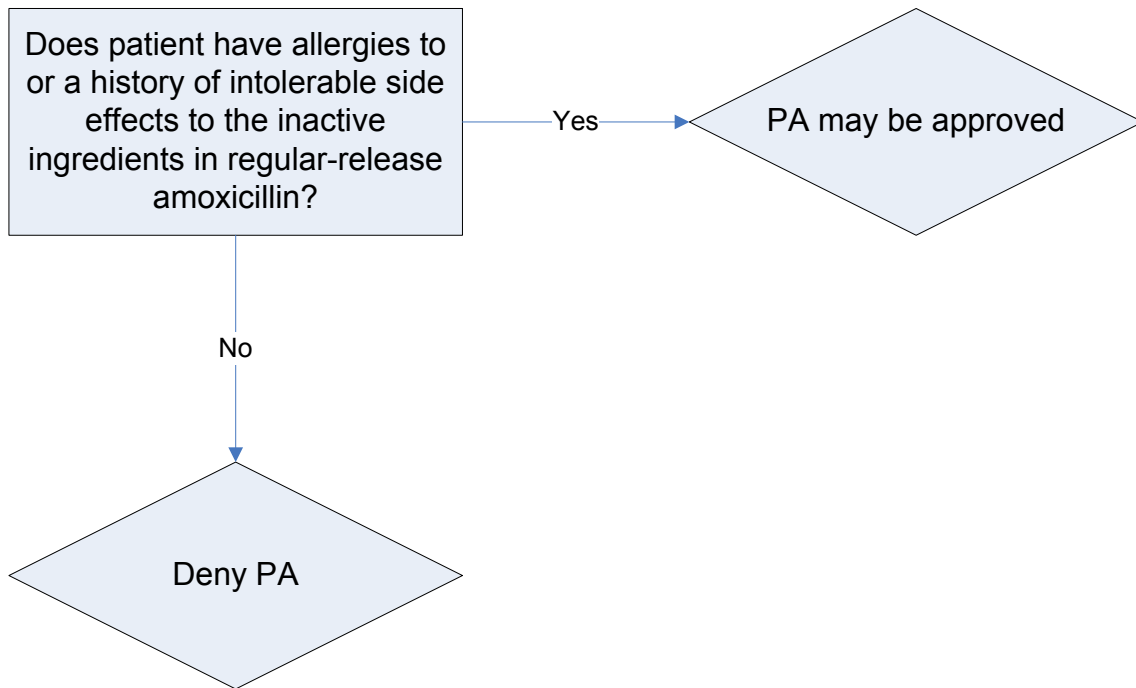 Does patient have allergies to
or a history of intolerable side
effects to the inactive
ingredients in regular-release
amoxicillin?
Yes
PA may be approved
No
Deny PA